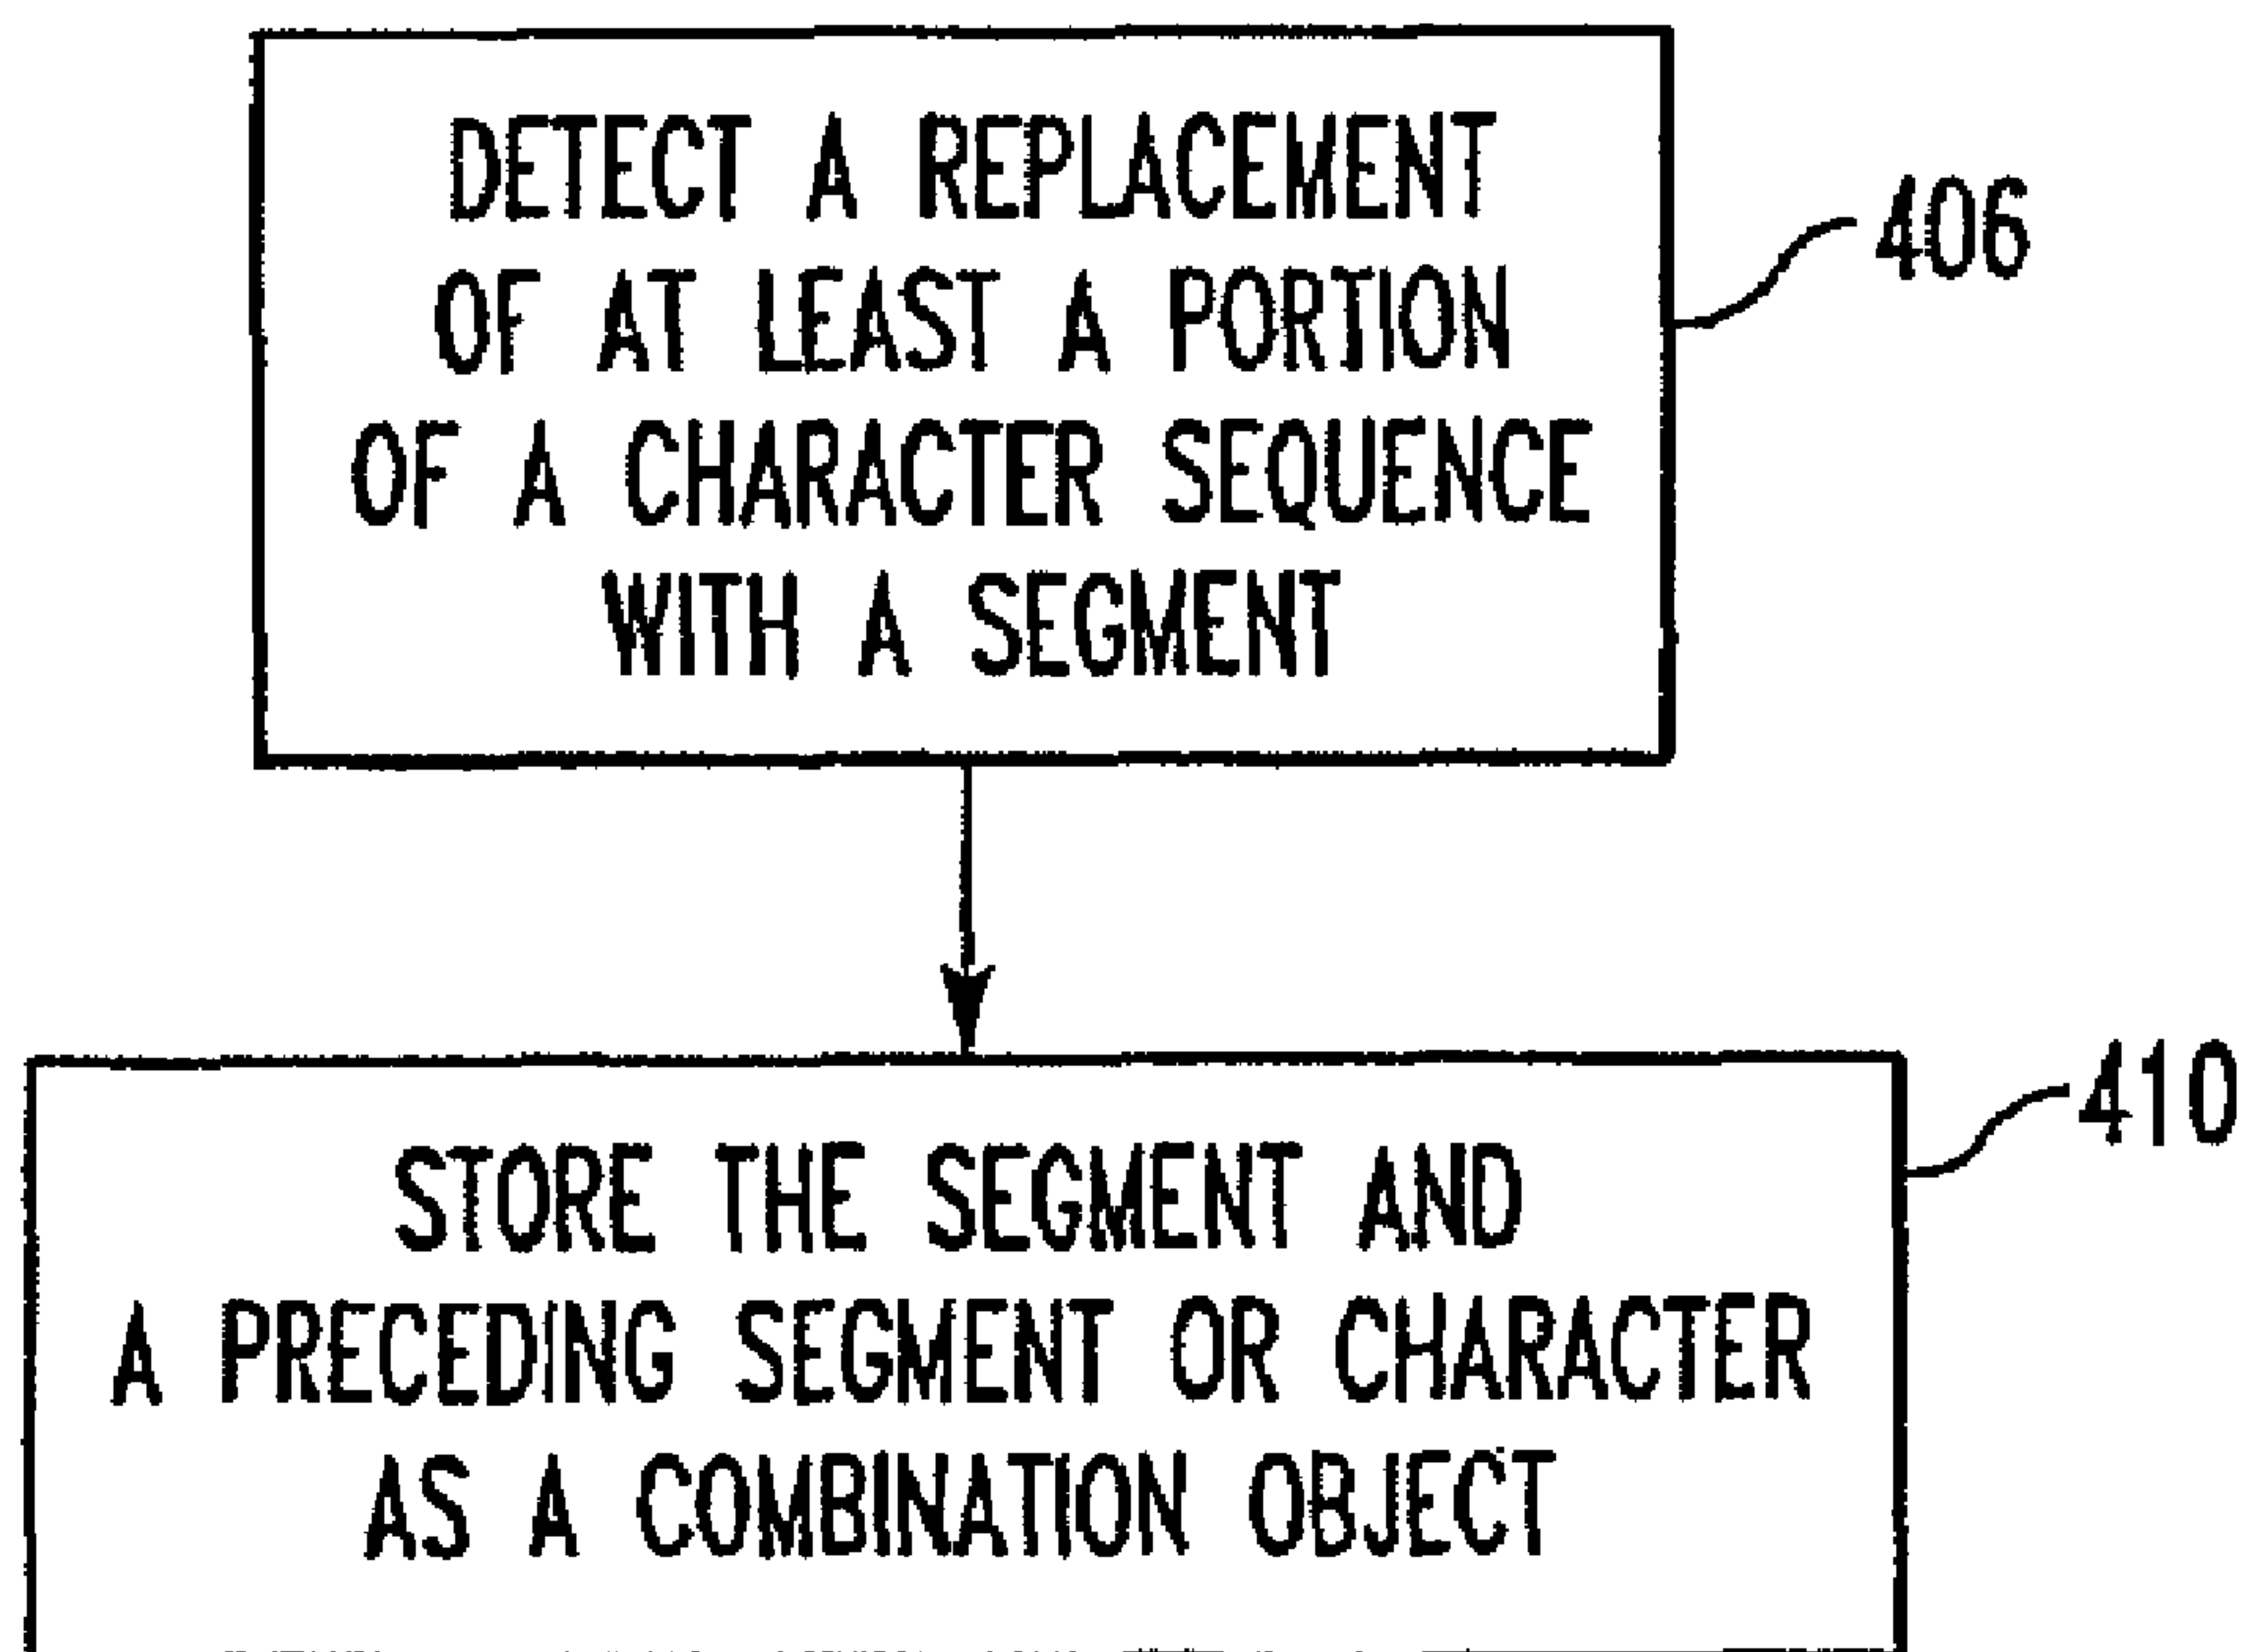 DETECT A REPLACEMENT
OF AT LEAST A PORTION
OF A CHARACTER SEQUENCE
WITH A SEGMENT
406
410
STORE THE SEGMENT AND
A PRECEDING SEGMENT OR CHARACTER
AS A COMBINATION OBJECT